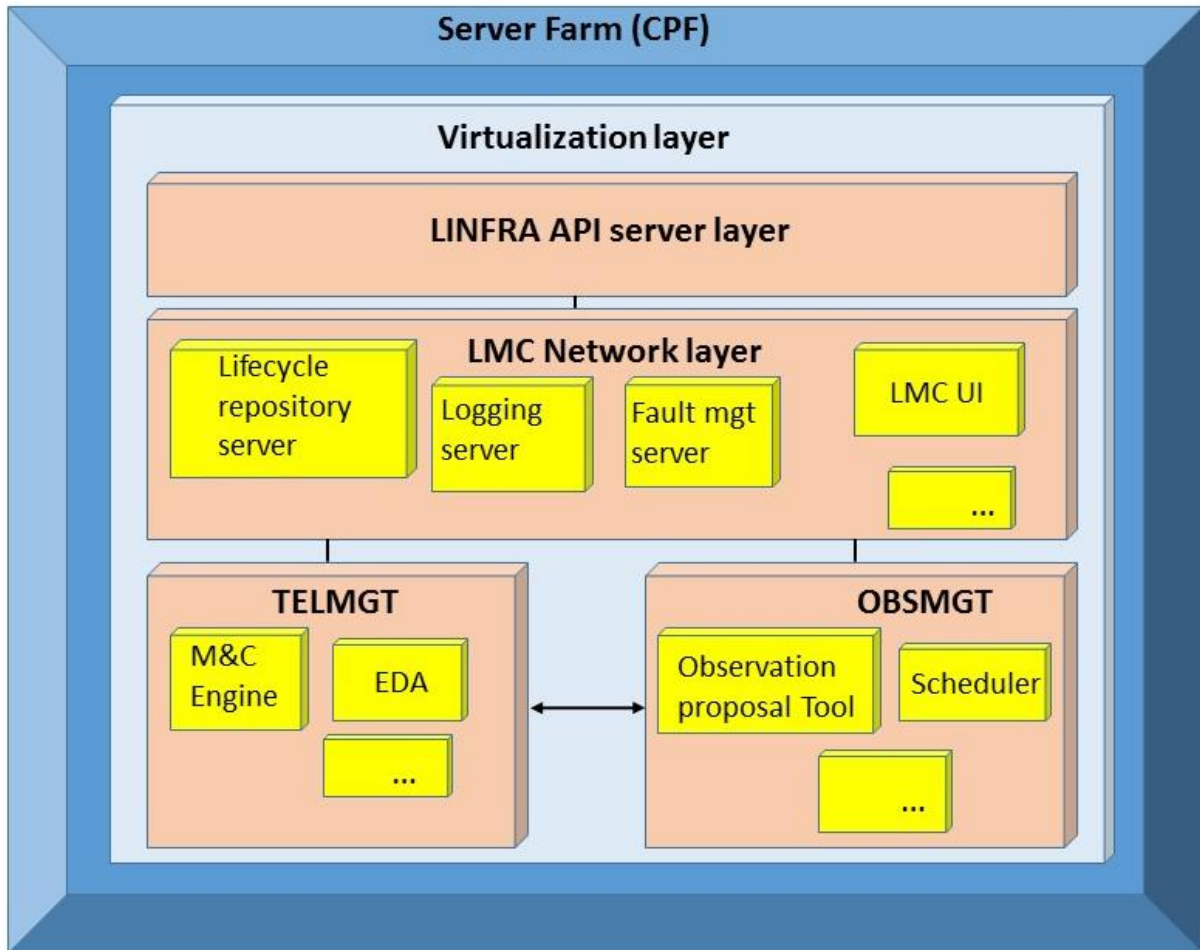 Server Farm (CPF)
Virtualization layer
LINFRA API server layer
LMC Network layer
Lifecycle
repository
server
Logging
server
Fault mgt
server
LMC UI
...
TELMGT
M&C
Engine
EDA
...
OBSMGT
Observation
proposal Tool
Scheduler
...